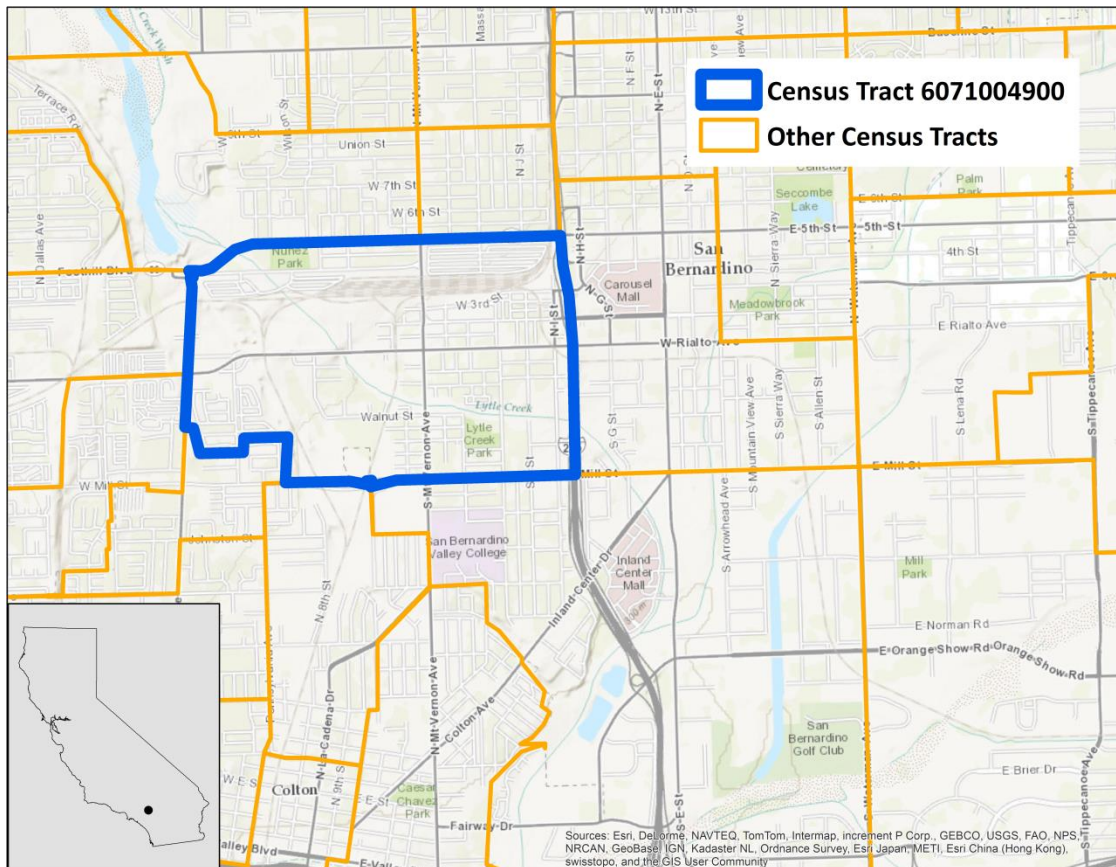 W 13th St
Baseline St
Census Tract 6071004900
Other Census Tracts
Terrace Rd
Union St
W 7th St
W 6th St
N J St
N-E-St
N-H-St
N-G-St
N-I-St
Seccombe
Lake
Palm
Park
E-5th-St
5th-St
4th St
N Dallas Ave
Foothill Blvd
Nunez
Park
San
Bernardino
Carousel
Mall
N Sierra Way
Meadowbrook
Park
W 3rd St
E Rialto Ave
W-Rialto-Ave
Walnut St
Lytle Creek
Lytle
Creek
Park
S G St
S Mountain View Ave
S Sierra Way
S Allen St
S Lena Rd
S-Tippecanoe Ave
W Mill St
Mill-St
E-Mill-St
S-Mt-Vernon-Ave
San Bernardino
Valley College
Johnston St
N 8th St
Inland-Center-Dr
Inland
Center
Mall
S Arrowhead Ave
Mill
Park
E Norman Rd
E Orange Show Rd
Orange Show Rd
N-La-Cadena-Dr
N-Mt-Vernon-Ave
Colton-Ave
N 9th St
W E St
E E St
Colton
Caesar
Chavez
Park
Fairway-Dr
S-E-St
San
Bernardino
Golf Club
E Brier Dr
S-Tippecanoe-Ave
Valley Blvd
Sources: Esri, DeLorme, NAVTEQ, TomTom, Intermap, increment P Corp., GEBCO, USGS, FAO, NPS,
NRCAN, GeoBase, IGN, Kadaster NL, Ordnance Survey, Esri Japan, METI, Esri China (Hong Kong),
swisstopo, and the GIS User Community